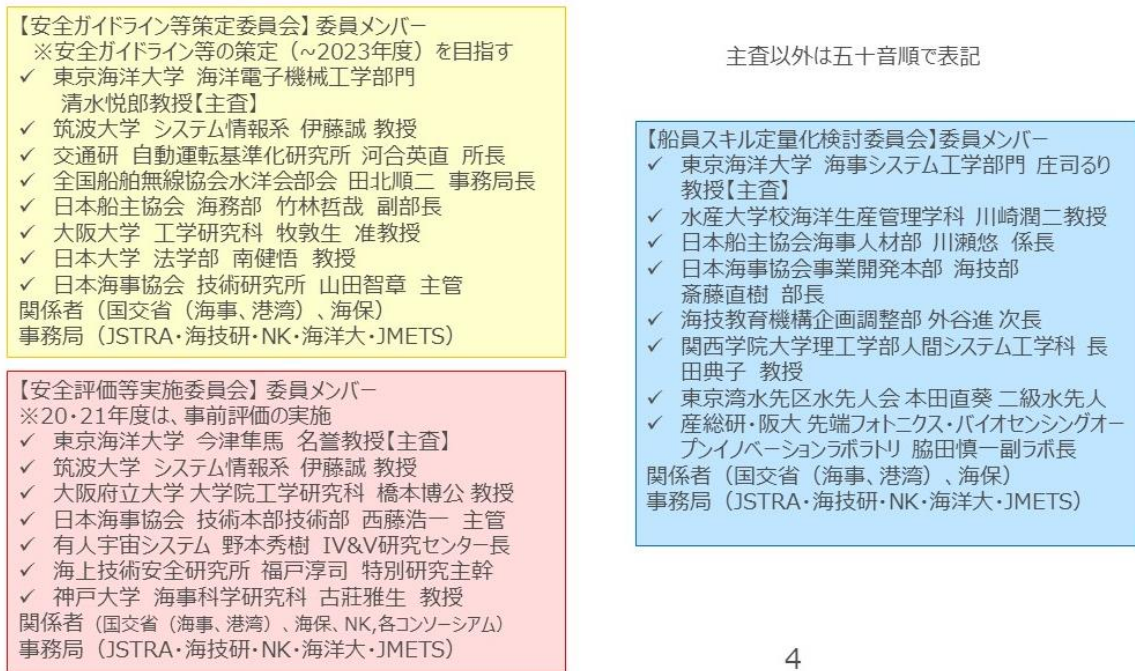 【安全ガイドライン等策定委員会】 委員メンバー
※安全ガイドライン等の策定（~2023年度）を目指す
✓ 東京海洋大学 海洋電子機械工学部門
清水悦郎教授【主査】
✓ 筑波大学 システム情報系 伊藤誠 教授
✓ 交通研 自動運転基準化研究所 河合英直 所長
✓ 全国船舶無線協会水洋会部会 田北順二 事務局長
✓ 日本船主協会 海務部 竹林哲哉 副部長
✓ 大阪大学 工学研究科 牧敦生 准教授
✓ 日本大学 法学部 南健悟 教授
✓ 日本海事協会 技術研究所 山田智章 主管
関係者（国交省（海事、港湾）、海保）
事務局（JSTRA・海技研・NK・海洋大・JMETS）
【安全評価等実施委員会】 委員メンバー
※20・21年度は、事前評価の実施
✓ 東京海洋大学 今津隼馬 名誉教授【主査】
✓ 筑波大学 システム情報系 伊藤誠 教授
✓ 大阪府立大学 大学院工学研究科 橋本博公 教授
✓ 日本海事協会 技術本部技術部 西藤浩一 主管
✓ 有人宇宙システム 野本秀樹 IV&V研究センター長
✓ 海上技術安全研究所 福戸淳司 特別研究主幹
✓ 神戸大学 海事科学研究科 古莊雅生 教授
関係者（国交省（海事、港湾）、海保、NK,各コンソーシアム）
事務局（JSTRA・海技研・NK・海洋大・JMETS）
主査以外は五十音順で表記
【船員スキル定量化検討委員会】委員メンバー
✓ 東京海洋大学 海事システム工学部門 庄司るり
教授【主査】
✓ 水産大学校海洋生産管理学科 川崎潤二教授
✓ 日本船主協会海事人材部 川瀬悠 係長
✓ 日本海事協会事業開発本部 海技部
斎藤直樹 部長
✓ 海技教育機構企画調整部 外谷進 次長
✓ 関西学院大学理工学部人間システム工学科 長
田典子 教授
✓ 東京湾水先区水先人会 本田直葵 二級水先人
✓ 産総研・阪大 先端フォトニクス・バイオセンシングオー
プンイノベーションラボラトリ 脇田慎一副ラボ長
関係者（国交省（海事、港湾）、海保）
事務局（JSTRA・海技研・NK・海洋大・JMETS）
4